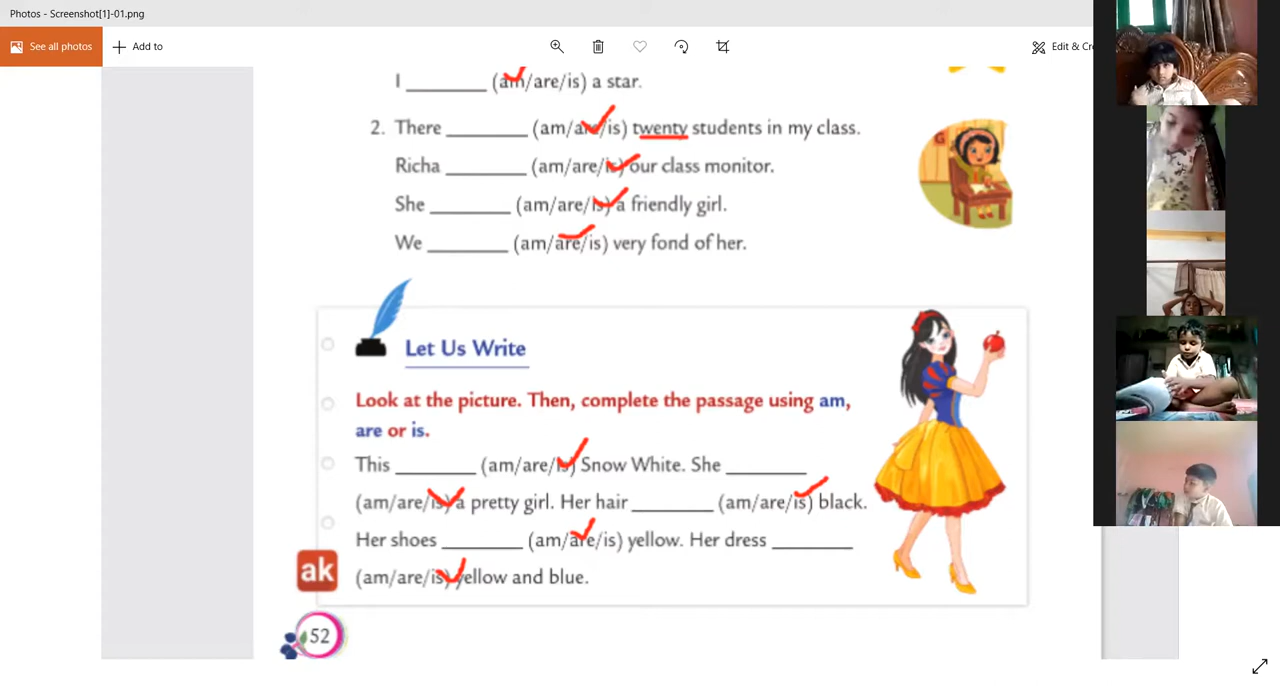 Photos - Screenshot[1]-01.png
See all photos
Add to
Edit & Cr
I ________ (am/are/is) a star.
2. There ________ (am/are/is) twenty students in my class.
Richa ________ (am/are/is) our class monitor.
She ________ (am/are/is) a friendly girl.
We ________ (am/are/is) very fond of her.
G
Let Us Write
Look at the picture. Then, complete the passage using am,
are or is.
This ________ (am/are/is) Snow White. She ________
(am/are/is) a pretty girl. Her hair ________ (am/are/is) black.
Her shoes ________ (am/are/is) yellow. Her dress ________
(am/are/is) yellow and blue.
ak
52